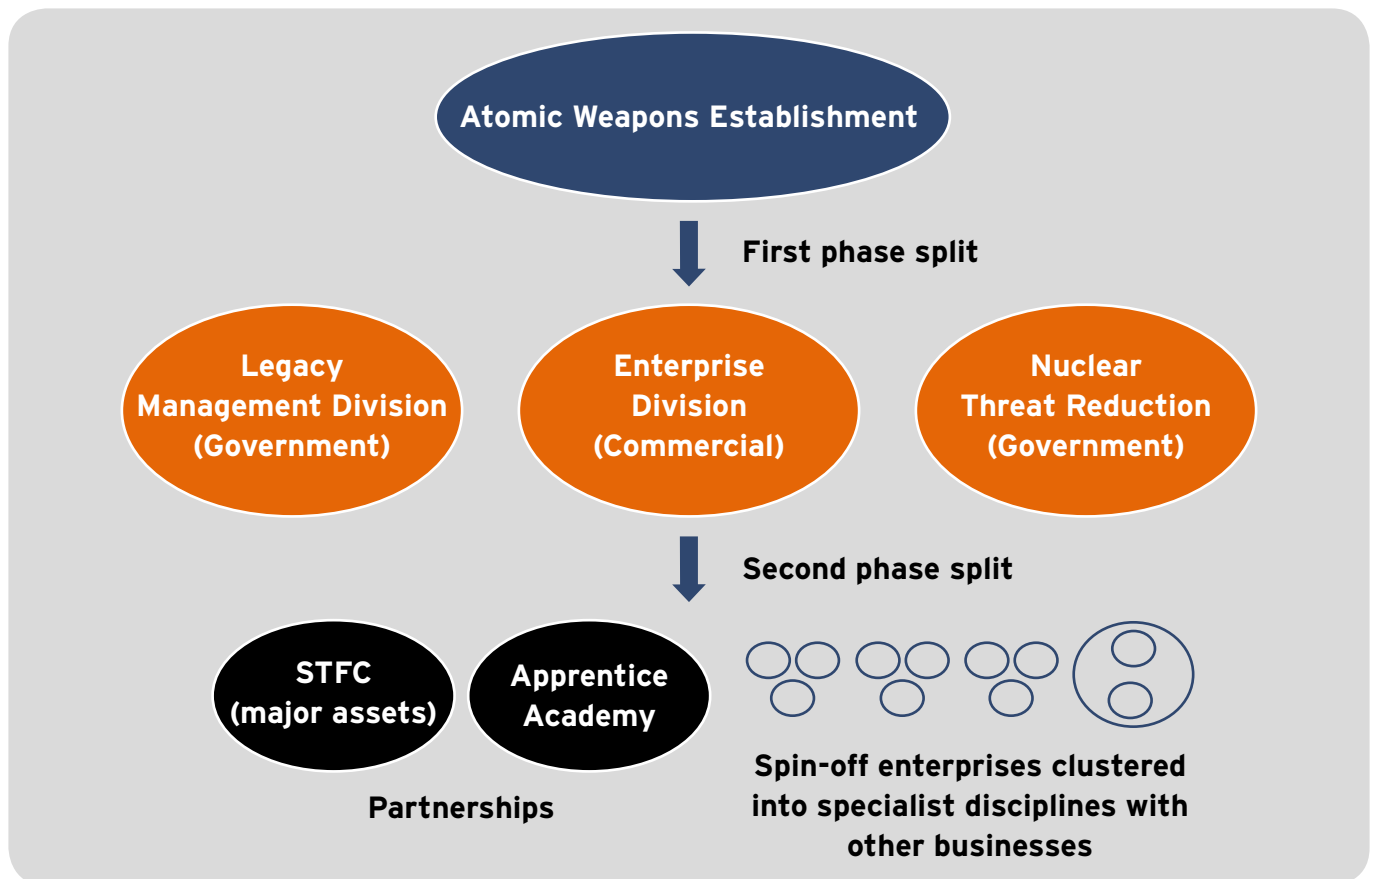 Atomic Weapons Establishment
First phase split
Legacy
Management Division
(Government)
Enterprise
Division
(Commercial)
Nuclear
Threat Reduction
(Government)
Second phase split
STFC
(major assets)
Apprentice
Academy
Partnerships
Spin-off enterprises clustered
into specialist disciplines with
other businesses